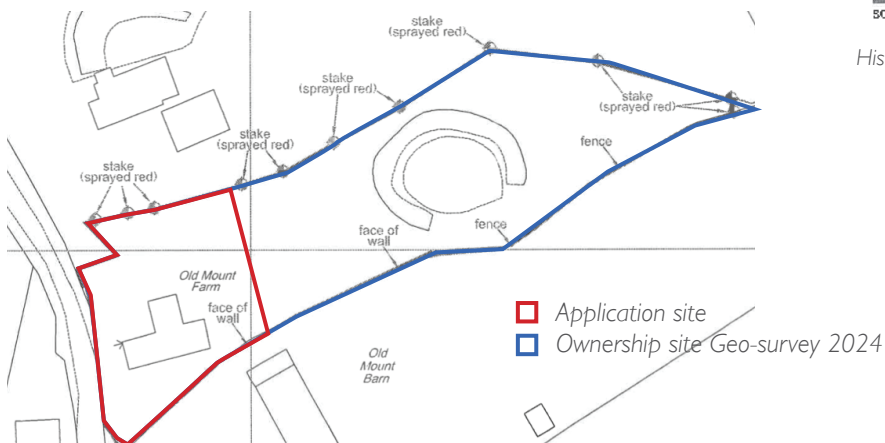 so
His
stake
(sprayed red)
stake
(sprayed red)
stake
(sprayed red)
stake
(sprayed red)
stake
(sprayed red)
fence
fence
face of
wall
Old Mount
Farm
face of
wall
Old
Mount
Barn
Application site
Ownership site Geo-survey 2024